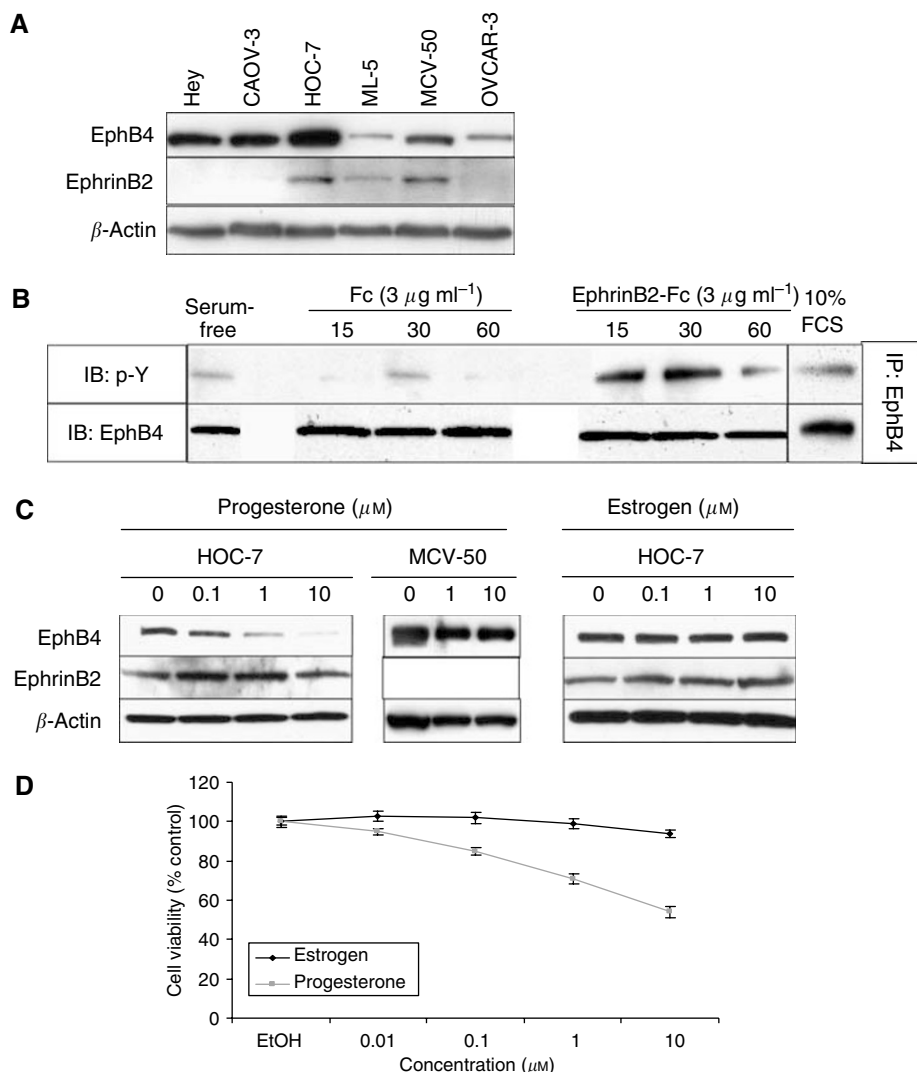 A
Hey CAOV-3 HOC-7 ML-5 MCV-50 OVCAR-3
EphB4
EphrinB2
β-Actin
B
Serum-free Fc (3 μg ml⁻¹) EphrinB2-Fc (3 μg ml⁻¹) 10% FCS
15 30 60 15 30 60
IB: p-Y
IB: EphB4
IP: EphB4
C
Progesterone (μM) Estrogen (μM)
HOC-7 MCV-50 HOC-7
0 0.1 1 10 0 1 10 0 0.1 1 10
EphB4
EphrinB2
β-Actin
D
Cell viability (% control)
120
100
80
60
40
20
0
Estrogen
Progesterone
EtOH 0.01 0.1 1 10
Concentration (μM)